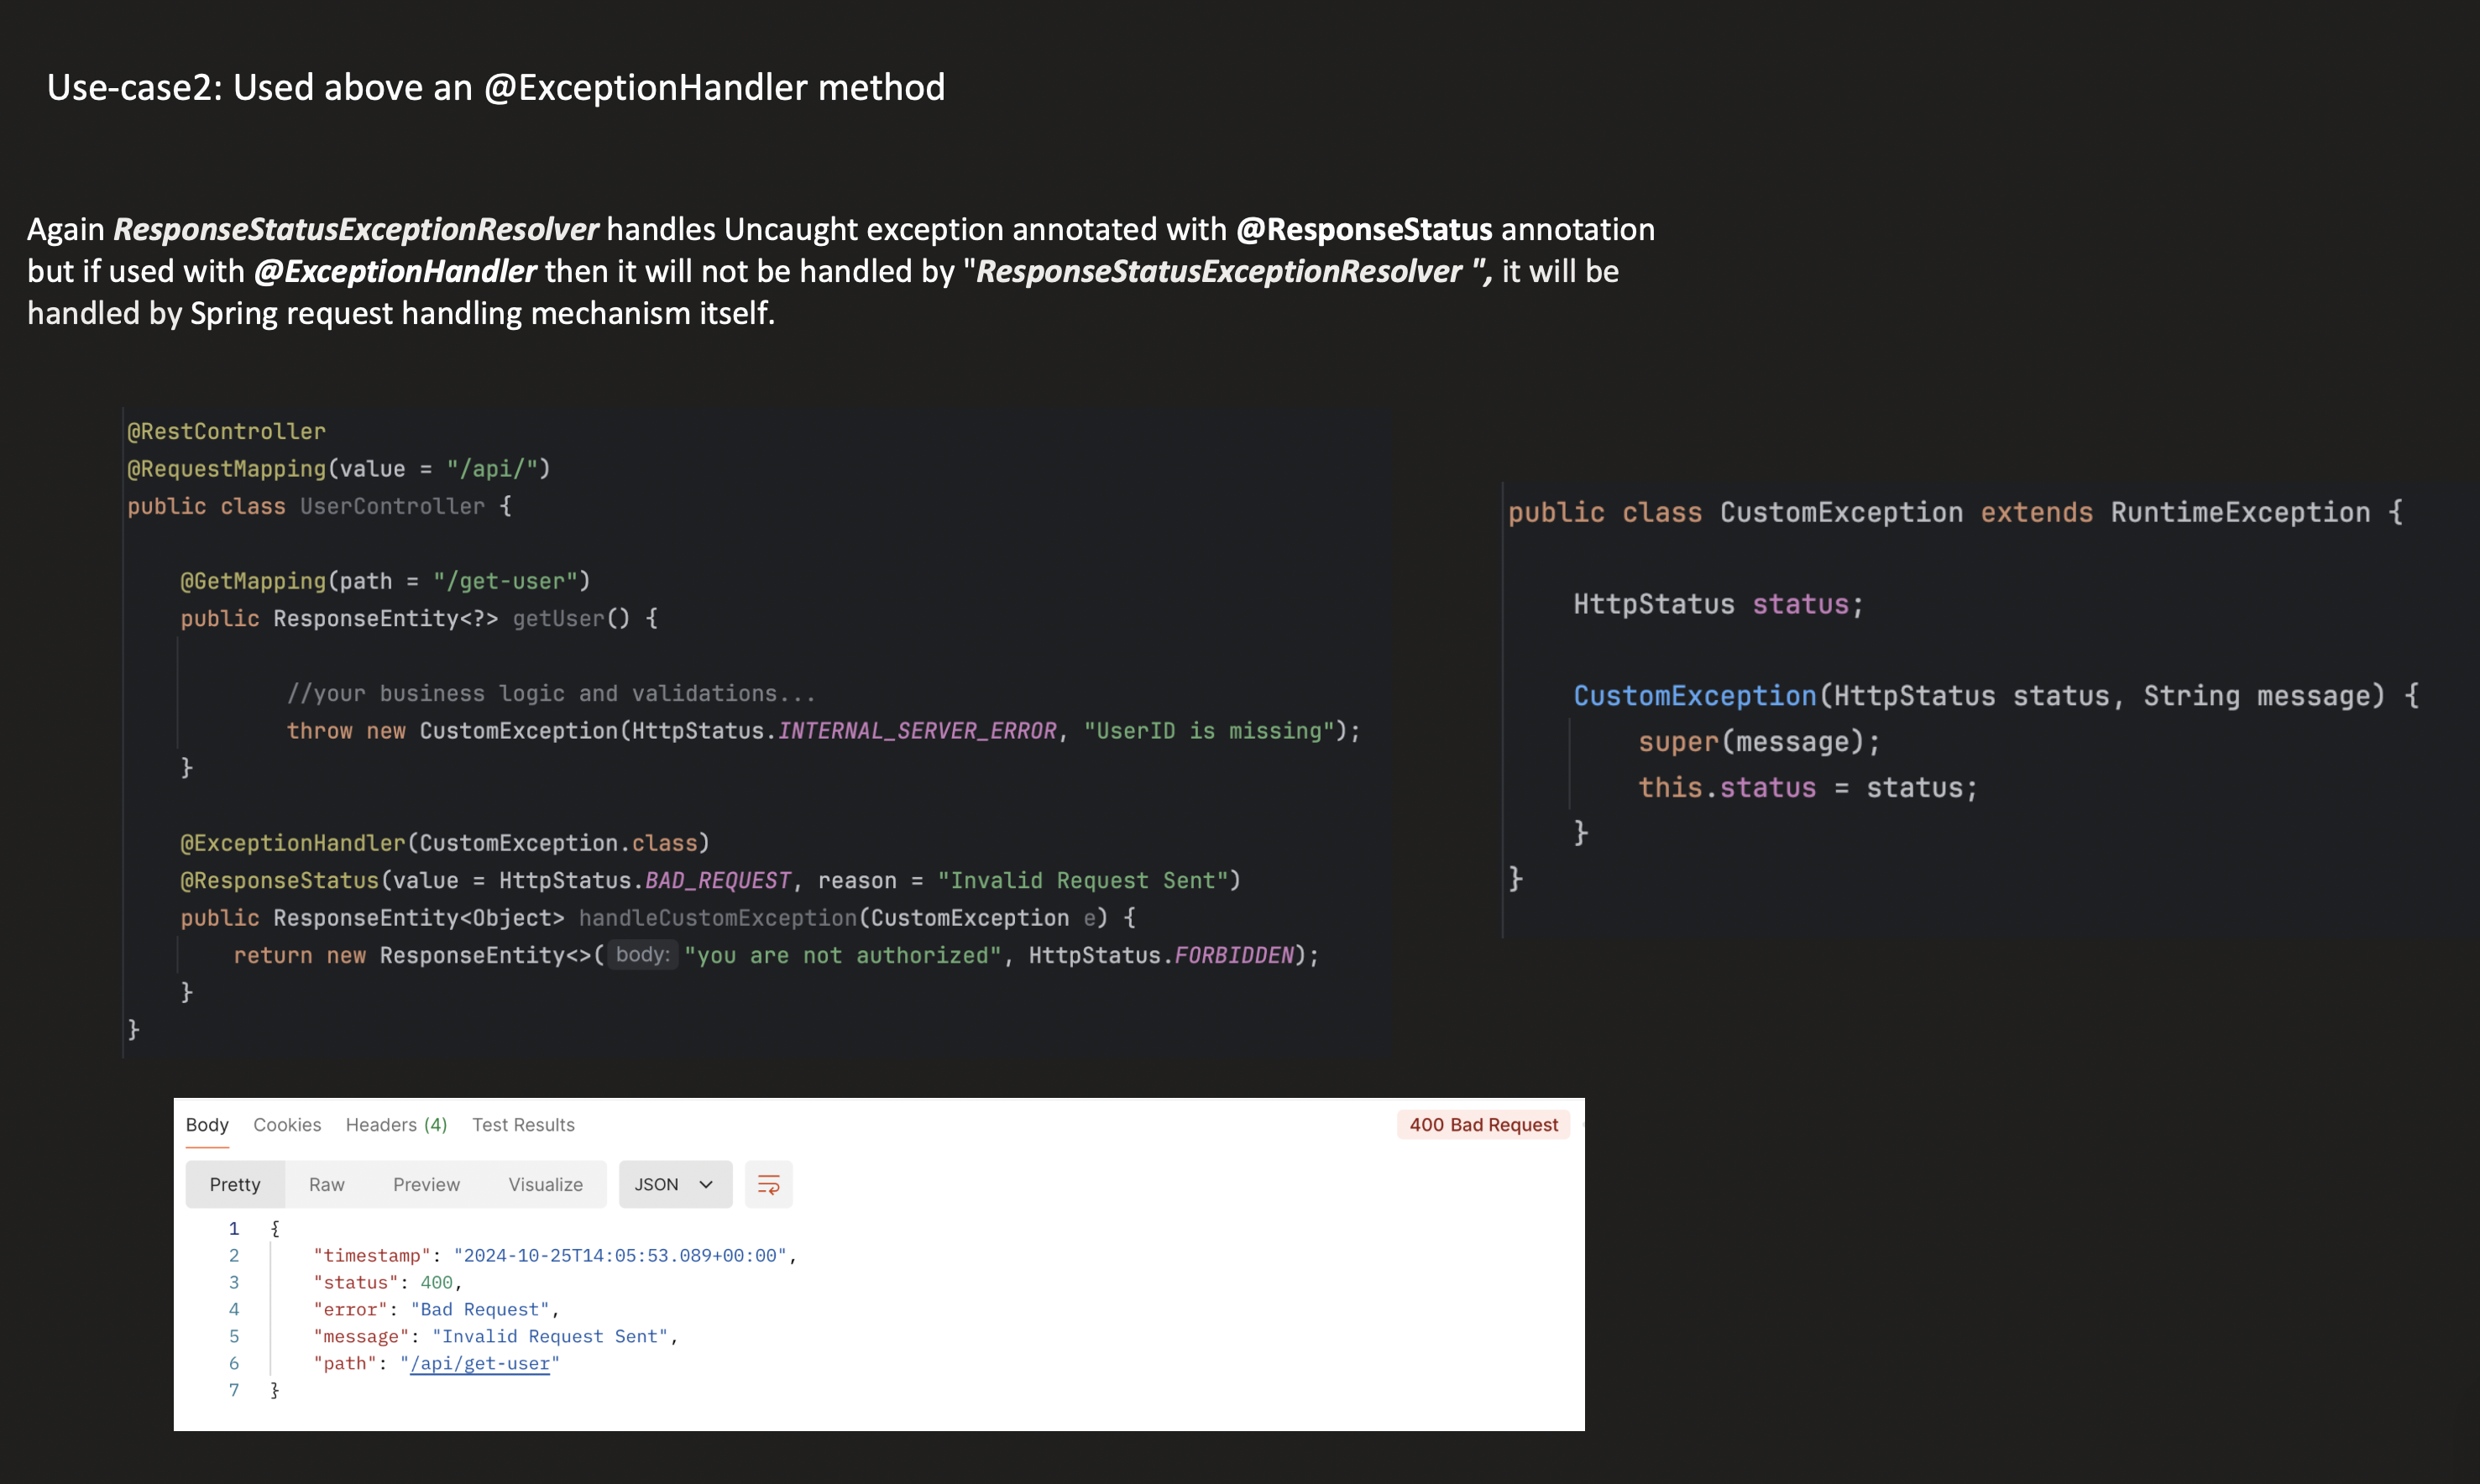 Use-case2: Used above an @ExceptionHandler method
Again ResponseStatusExceptionResolver handles Uncaught exception annotated with @ResponseStatus annotation
but if used with @ExceptionHandler then it will not be handled by "ResponseStatusExceptionResolver ", it will be
handled by Spring request handling mechanism itself.
@RestController
@RequestMapping(value = "/api/")
public class UserController {
@GetMapping(path = "/get-user")
public ResponseEntity<?> getUser() {
//your business logic and validations...
throw new CustomException(HttpStatus.INTERNAL_SERVER_ERROR, "UserID is missing");
}
@ExceptionHandler(CustomException.class)
@ResponseStatus(value = HttpStatus.BAD_REQUEST, reason = "Invalid Request Sent")
public ResponseEntity<Object> handleCustomException(CustomException e) {
return new ResponseEntity<>( body: "you are not authorized", HttpStatus.FORBIDDEN);
}
}
public class CustomException extends RuntimeException {
HttpStatus status;
CustomException(HttpStatus status, String message) {
super(message);
this.status = status;
}
}
Body Cookies Headers (4) Test Results 400 Bad Request
Pretty Raw Preview Visualize JSON
1 {
2 "timestamp": "2024-10-25T14:05:53.089+00:00",
3 "status": 400,
4 "error": "Bad Request",
5 "message": "Invalid Request Sent",
6 "path": "/api/get-user"
7 }